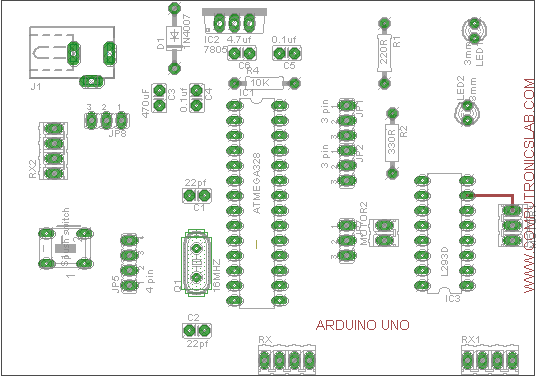 J1
D1
1N4007
IC2
7805
4.7uf
C6
0.1uf
C5
R4
10K
R1
220R
3mm
LED1
LED2
3mm
470uF
C3
0.1uf
C4
3 2 1
JP8
IC1
ATMEGA328
3 pin
JP1
3 pin
JP2
R2
330R
RX2
22pf
C1
5push switch
JP5
4 pin
Q1
16MHZ
MOTOR2
L293D
IC3
C2
22pf
ARDUINO UNO
RX
RX1
WWW.COMPUTRONICSLAB.COM